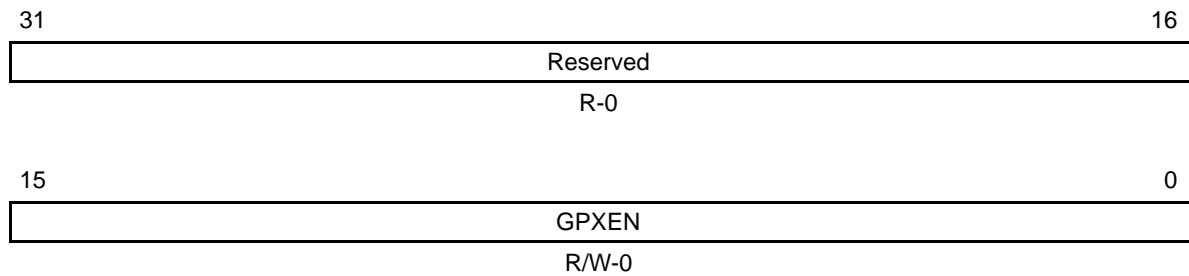 31 16
Reserved
R-0
15 0
GPXEN
R/W-0